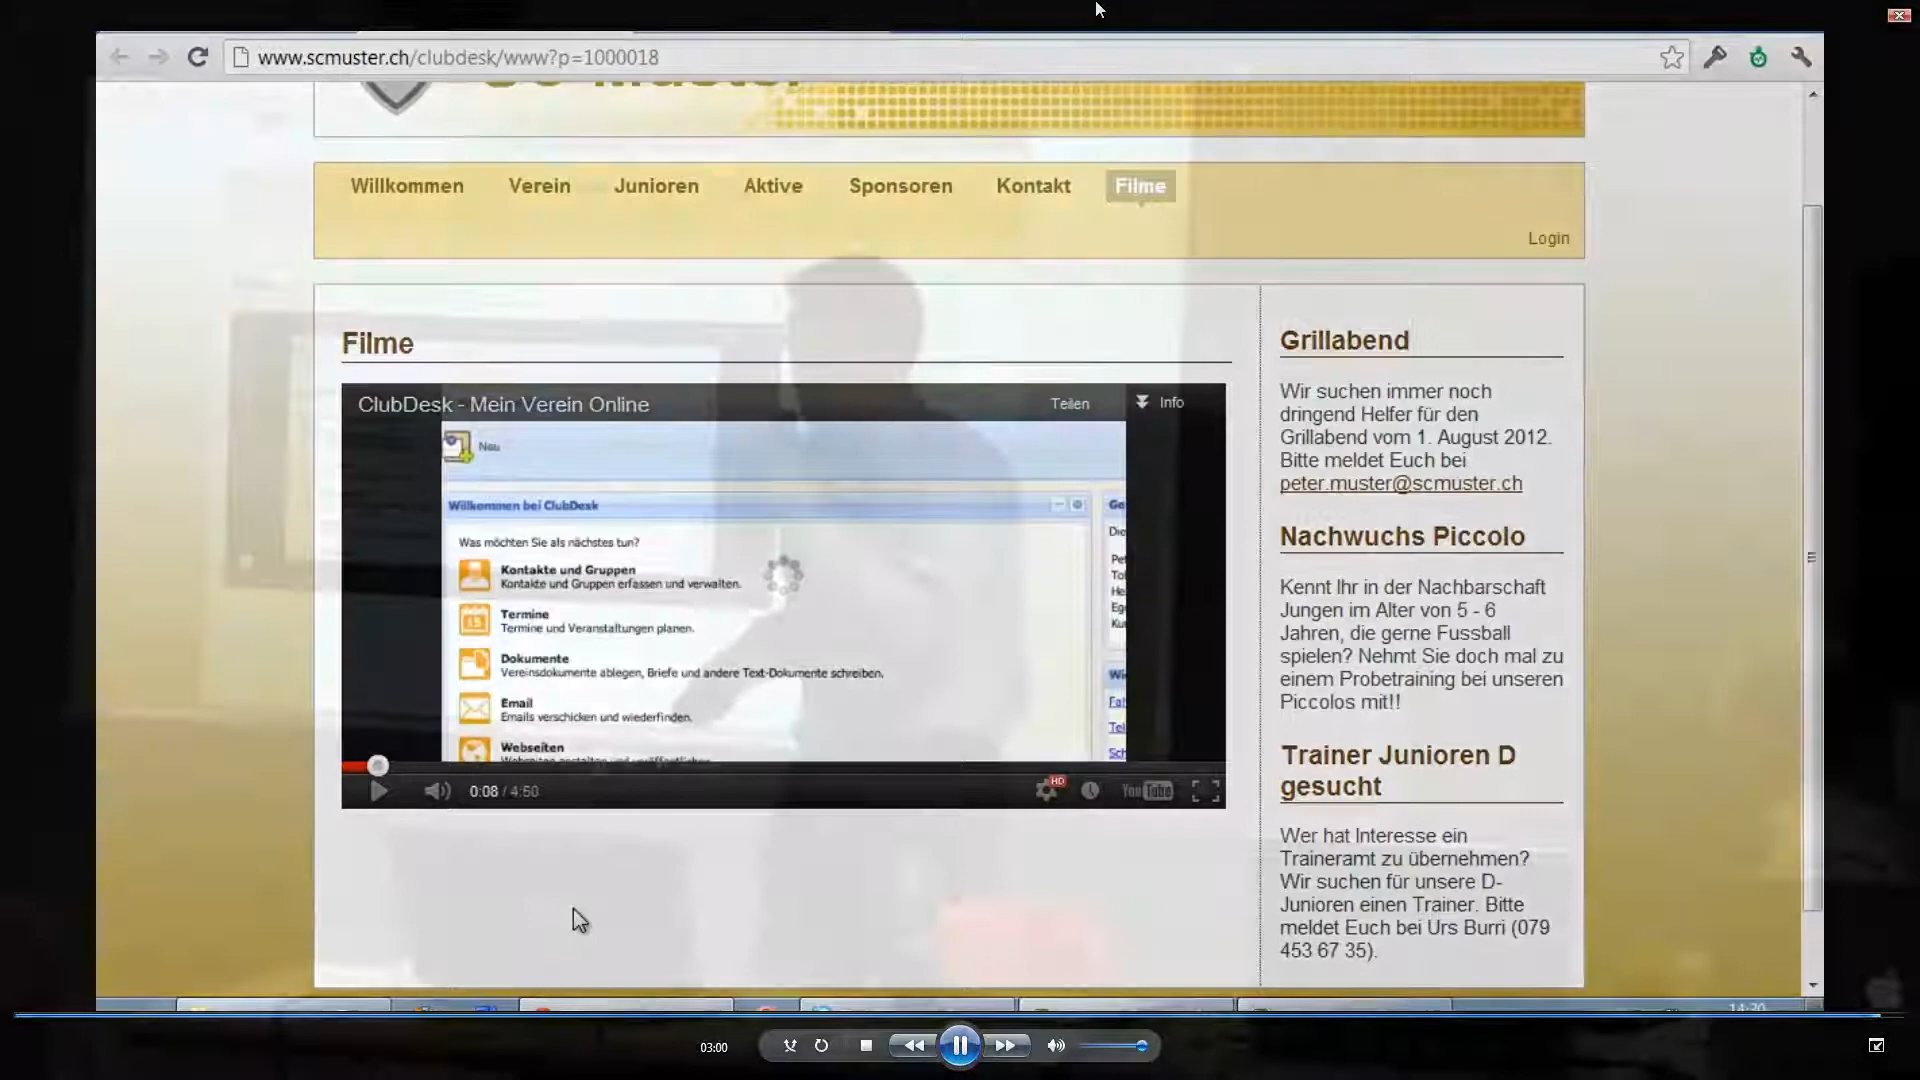 www.scmuster.ch/clubdesk/www?p=1000018
Willkommen Verein Junioren Aktive Sponsoren Kontakt Filme
Login
Filme
ClubDesk - Mein Verein Online Teilen Info
Neu
Willkommen bei ClubDesk
Was möchten Sie als nächstes tun?
Kontakte und Gruppen
Kontakte und Gruppen erfassen und verwalten.
Termine
Termine und Veranstaltungen planen.
Dokumente
Vereinsdokumente ablegen, Briefe und andere Text-Dokumente schreiben.
Email
Emails verschicken und wiederfinden.
Webseiten
0:08 / 4:50 HD YouTube
Grillabend
Wir suchen immer noch
dringend Helfer für den
Grillabend vom 1. August 2012.
Bitte meldet Euch bei
peter.muster@scmuster.ch
Nachwuchs Piccolo
Kennt Ihr in der Nachbarschaft
Jungen im Alter von 5 - 6
Jahren, die gerne Fussball
spielen? Nehmt Sie doch mal zu
einem Probetraining bei unseren
Piccolos mit!!
Trainer Junioren D
gesucht
Wer hat Interesse ein
Traineramt zu übernehmen?
Wir suchen für unsere D-
Junioren einen Trainer. Bitte
meldet Euch bei Urs Burri (079
453 67 35).
03:00